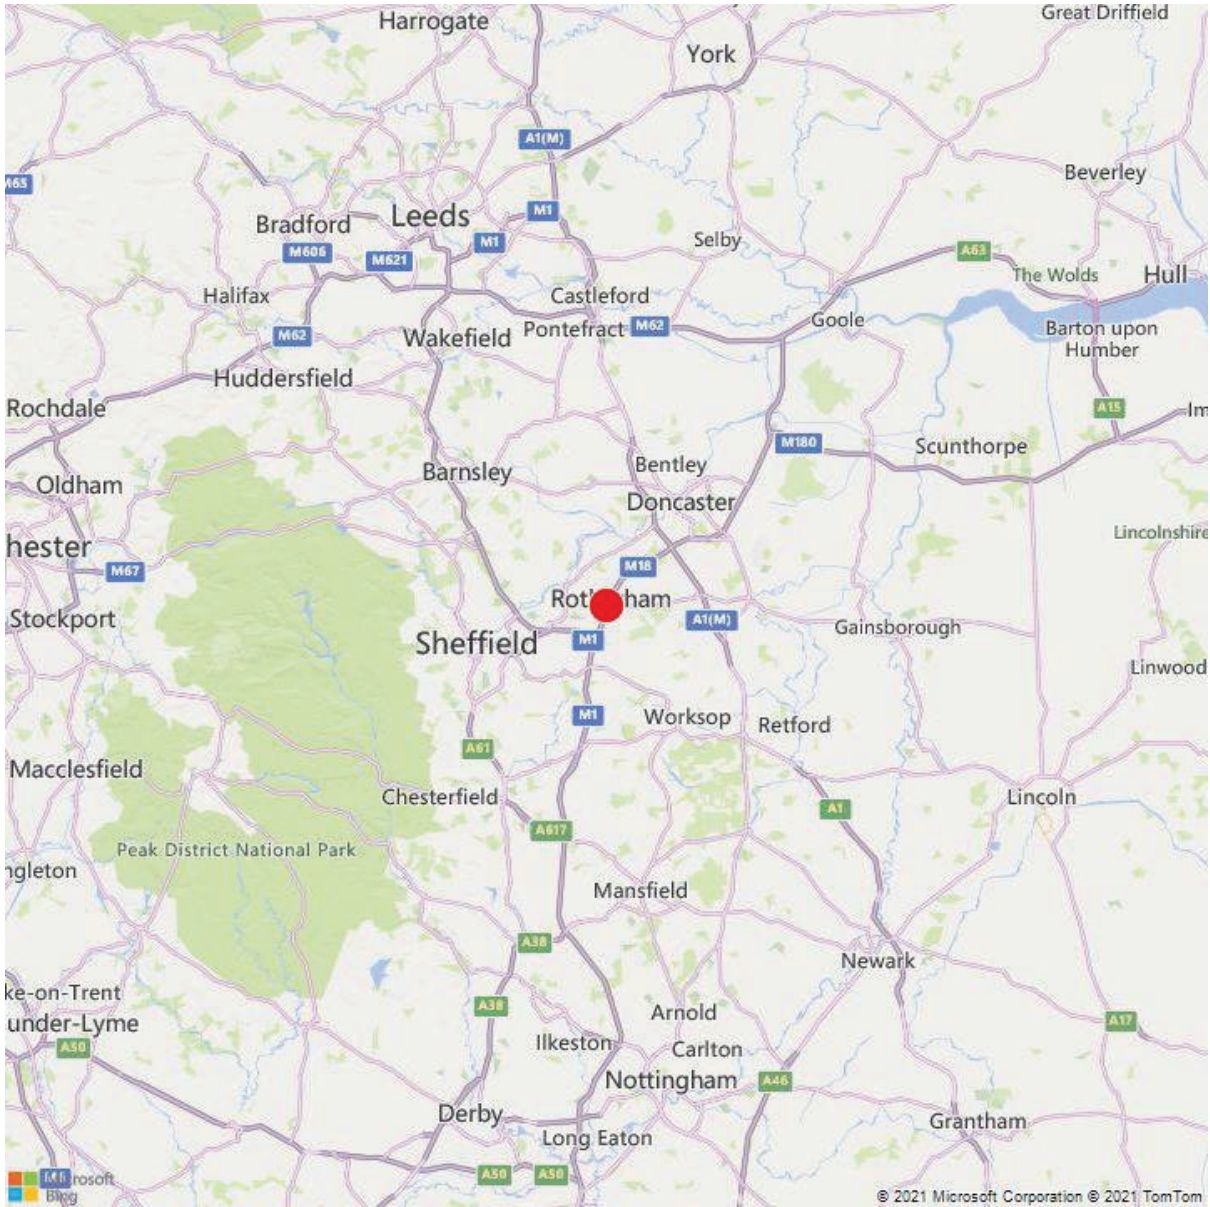 Harrogate
Great Driffield
York
A1(M)
Beverley
M65
Bradford
Leeds
M1
M606
M621
M1
Selby
A63
The Wolds
Hull
Halifax
Castleford
M62
Wakefield
Pontefract
M62
Goole
Barton upon
Humber
Huddersfield
Rochdale
A15
Im
M180
Scunthorpe
Barnsley
Bentley
Oldham
Doncaster
hester
Lincolnshire
M67
M18
Stockport
A1(M)
Sheffield
M1
Gainsborough
Linwood
M1
Worksop
Retford
A61
Macclesfield
Chesterfield
Lincoln
A1
A617
Peak District National Park
ngleton
Mansfield
A38
Newark
ke-on-Trent
A38
Arnold
under-Lyme
A17
A50
Ilkeston
Carlton
Nottingham
A46
Derby
Grantham
Long Eaton
A50
A50
Bing
© 2021 Microsoft Corporation © 2021 TomTom